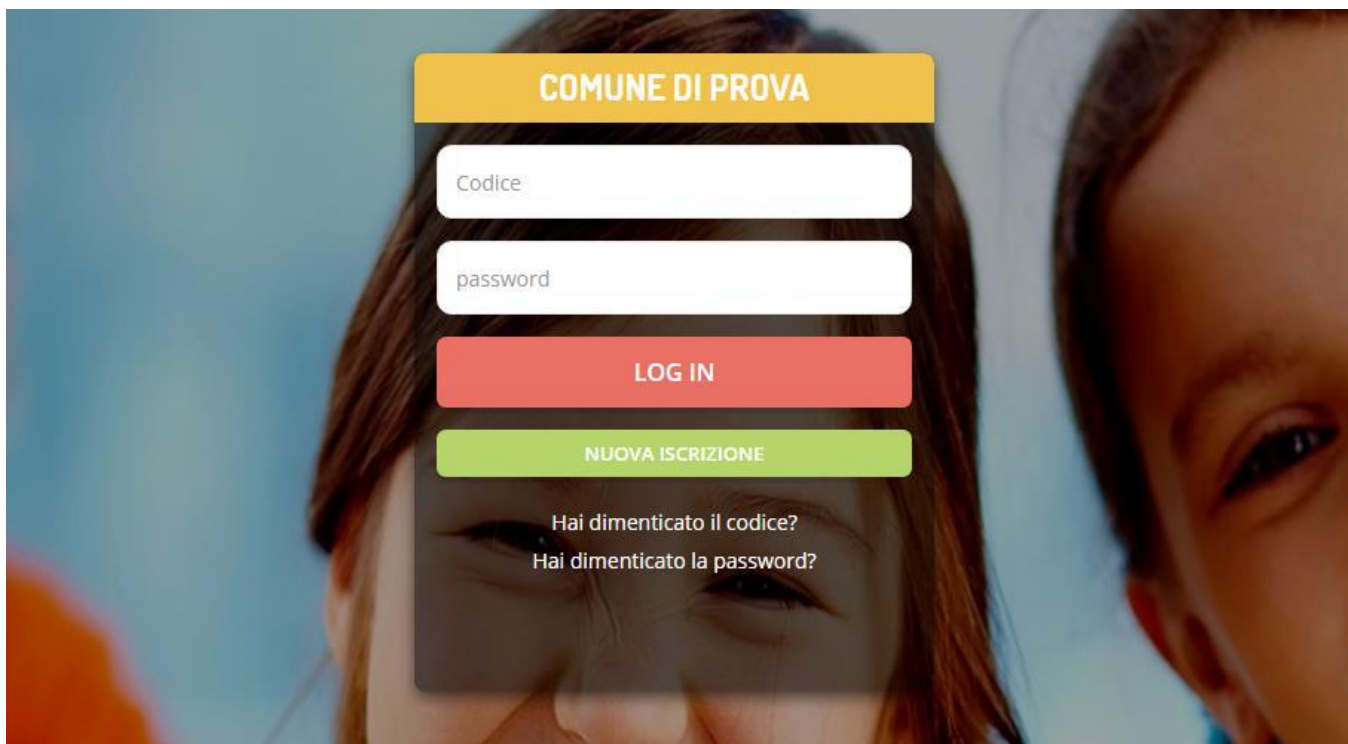 COMUNE DI PROVA
Codice
password
LOG IN
NUOVA ISCRIZIONE
Hai dimenticato il codice?
Hai dimenticato la password?